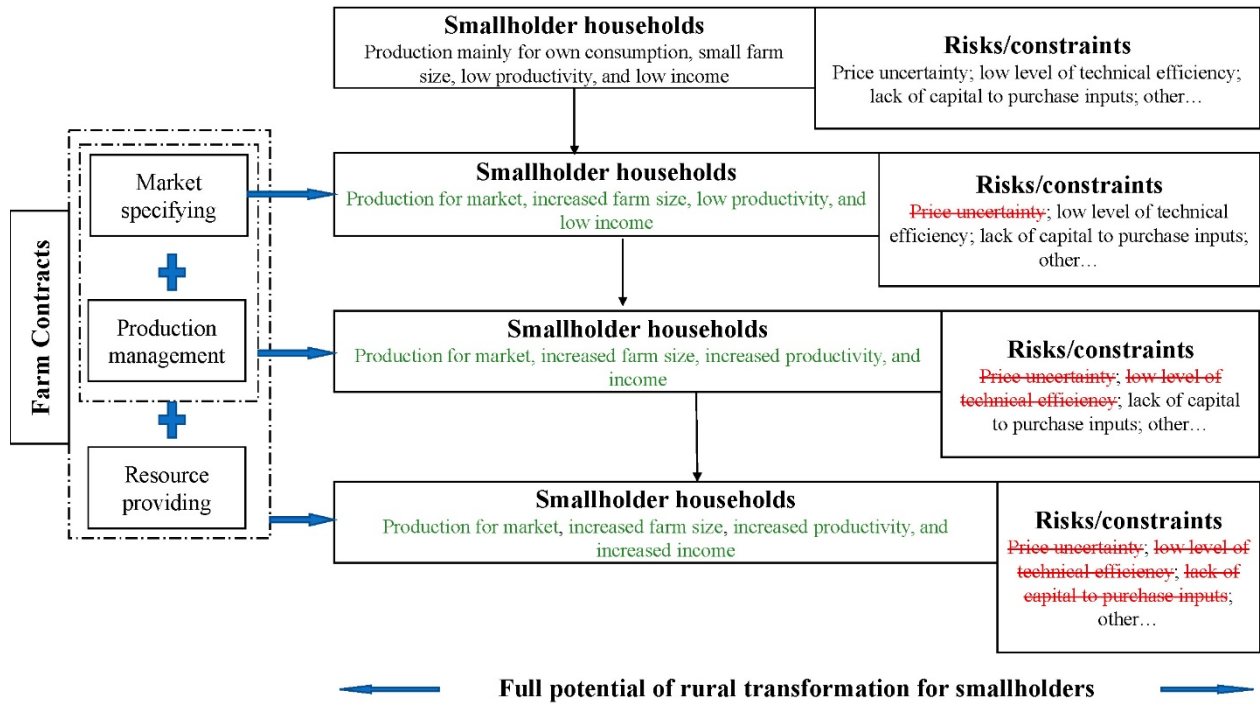 Smallholder households
Production mainly for own consumption, small farm
size, low productivity, and low income
Risks/constraints
Price uncertainty; low level of technical efficiency;
lack of capital to purchase inputs; other…
Farm Contracts
Market
specifying
Smallholder households
Production for market, increased farm size, low productivity, and
low income
Risks/constraints
Price uncertainty; low level of technical
efficiency; lack of capital to purchase inputs;
other…
Production
management
Smallholder households
Production for market, increased farm size, increased productivity, and
income
Risks/constraints
Price uncertainty; low level of
technical efficiency; lack of capital
to purchase inputs; other…
Resource
providing
Smallholder households
Production for market, increased farm size, increased productivity, and
increased income
Risks/constraints
Price uncertainty; low level of
technical efficiency; lack of
capital to purchase inputs;
other…
Full potential of rural transformation for smallholders